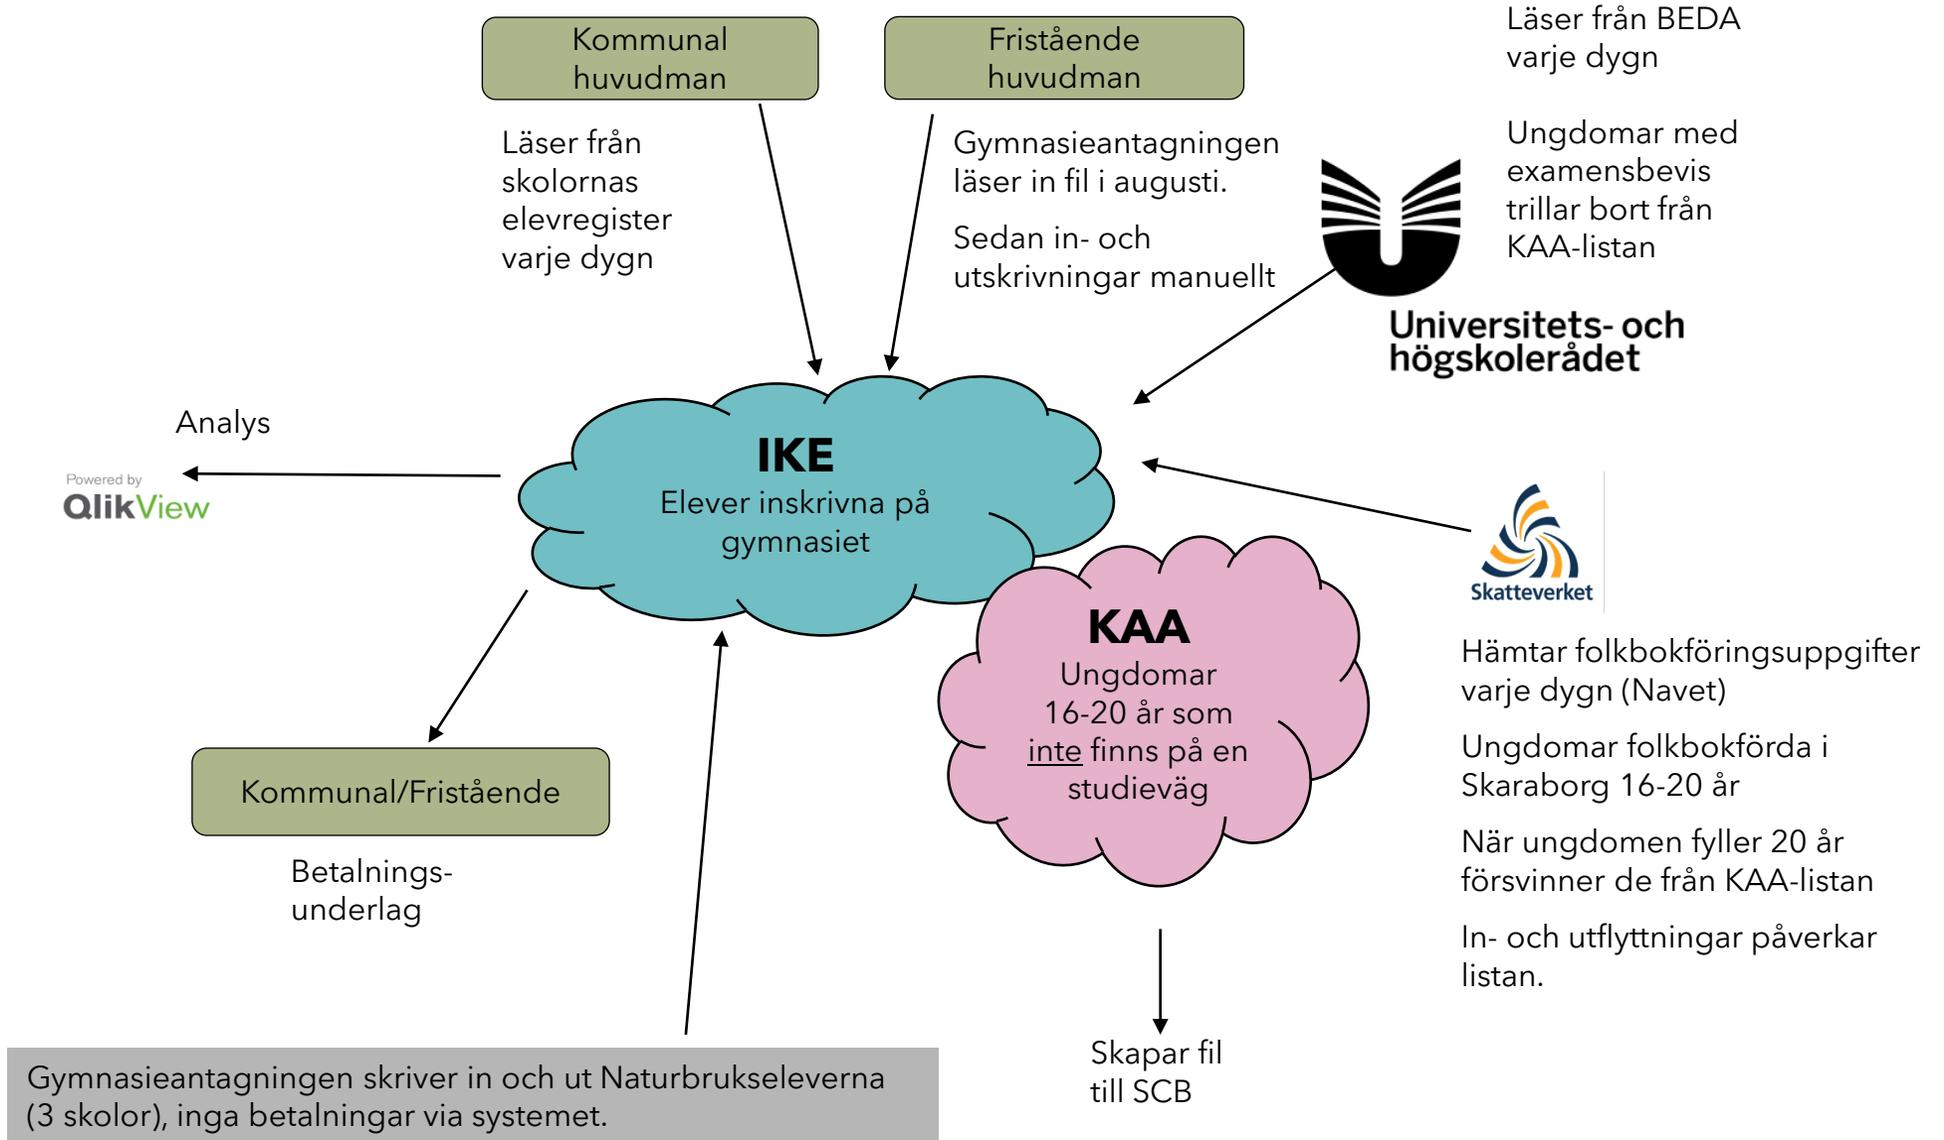 Kommunal
huvudman
Fristående
huvudman
Läser från BEDA
varje dygn
Läser från
skolornas
elevregister
varje dygn
Gymnasieantagningen
läser in fil i augusti.
Sedan in- och
utskrivningar manuellt
Ungdomar med
examensbevis
trillar bort från
KAA-listan
Universitets- och
högskolerådet
Analys
Powered by
QlikView
IKE
Elever inskrivna på
gymnasiet
Skatteverket
KAA
Ungdomar
16-20 år som
inte finns på en
studieväg
Hämtar folkbokföringsuppgifter
varje dygn (Navet)
Ungdomar folkbokförda i
Skaraborg 16-20 år
När ungdomen fyller 20 år
försvinner de från KAA-listan
In- och utflyttningar påverkar
listan.
Kommunal/Fristående
Betalnings-
underlag
Skapar fil
till SCB
Gymnasieantagningen skriver in och ut Naturbrukseleverna
(3 skolor), inga betalningar via systemet.